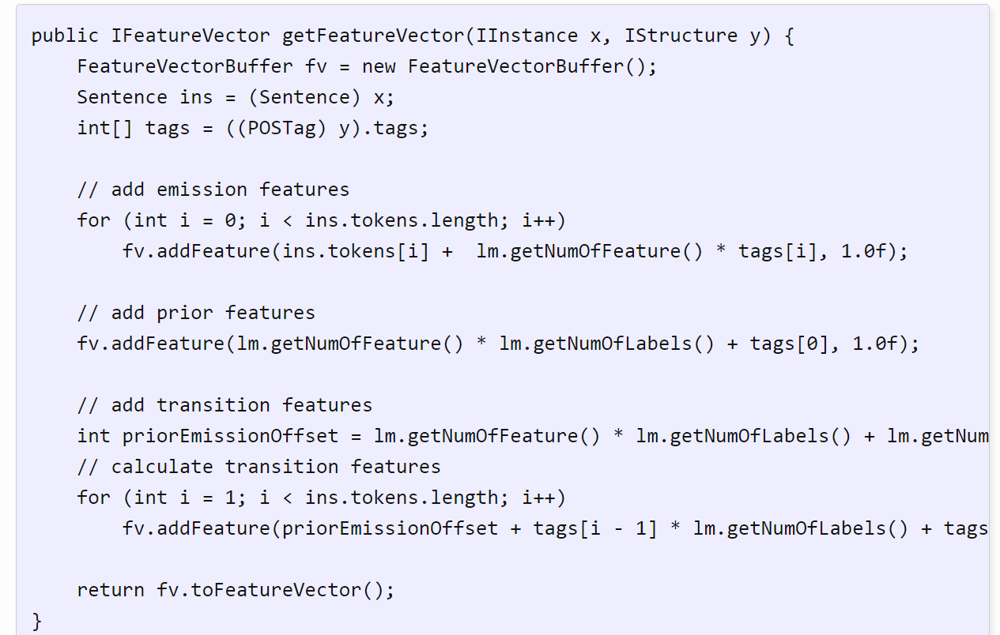 public IFeatureVector getFeatureVector(IInstance x, IStructure y) {
    FeatureVectorBuffer fv = new FeatureVectorBuffer();
    Sentence ins = (Sentence) x;
    int[] tags = ((POSTag) y).tags;

    // add emission features
    for (int i = 0; i < ins.tokens.length; i++)
        fv.addFeature(ins.tokens[i] +  lm.getNumOfFeature() * tags[i], 1.0f);

    // add prior features
    fv.addFeature(lm.getNumOfFeature() * lm.getNumOfLabels() + tags[0], 1.0f);

    // add transition features
    int priorEmissionOffset = lm.getNumOfFeature() * lm.getNumOfLabels() + lm.getNum
    // calculate transition features
    for (int i = 1; i < ins.tokens.length; i++)
        fv.addFeature(priorEmissionOffset + tags[i - 1] * lm.getNumOfLabels() + tags

    return fv.toFeatureVector();
}